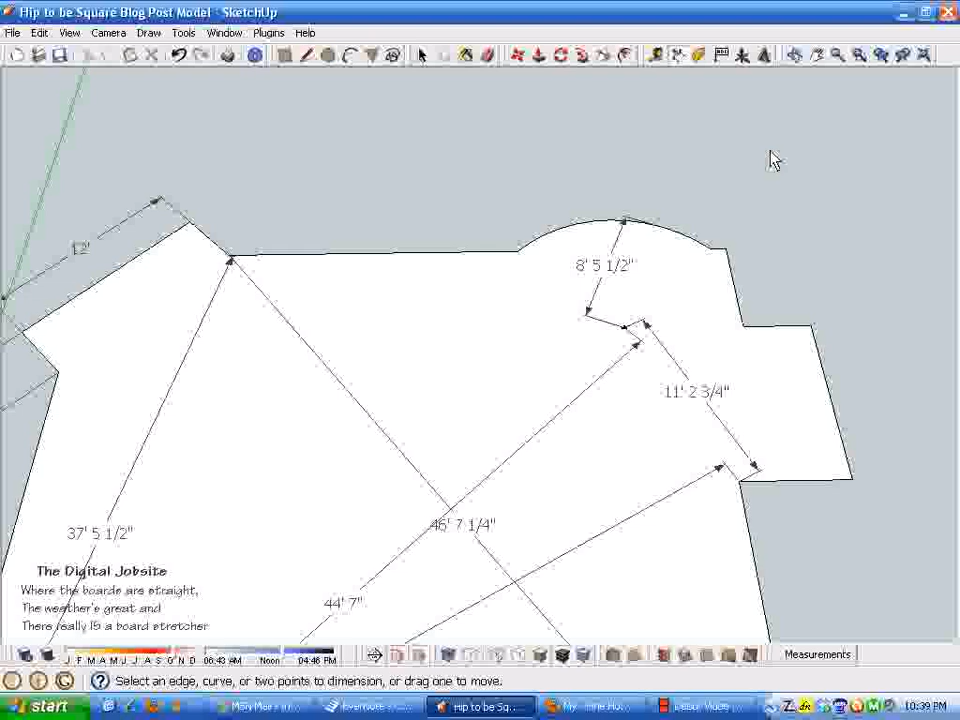 Hip to be Square Blog Post Model - SketchUp
File Edit View Camera Draw Tools Window Plugins Help
12'
8' 5 1/2"
11' 2 3/4"
46' 7 1/4"
37' 5 1/2"
44' 7"
The Digital Jobsite
Where the boards are straight,
The weather's great and
There really IS a board stretcher
J F M A M J J A S O N D 06:43 AM Noon 04:46 PM Measurements
Select an edge, curve, or two points to dimension, or drag one to move.
start Hip to be Sq... 10:39 PM